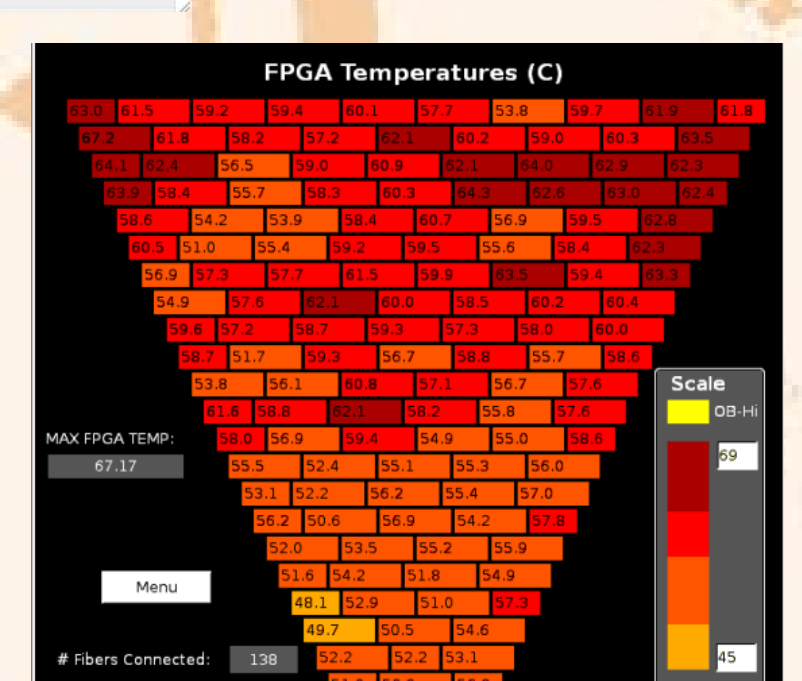 FPGA Temperatures (C)
63.0 61.5 59.2 59.4 60.1 57.7 53.8 59.7 61.9 61.8
67.2 61.8 58.2 57.2 62.1 60.2 59.0 60.3 63.5
64.1 62.4 56.5 59.0 60.9 62.1 64.0 62.9 62.3
63.9 58.4 55.7 58.3 60.3 64.3 62.6 63.0 62.4
58.6 54.2 53.9 58.4 60.7 56.9 59.5 62.8
60.5 51.0 55.4 59.2 59.5 55.6 58.4 62.3
56.9 57.3 57.7 61.5 59.9 63.5 59.4 63.3
54.9 57.6 62.1 60.0 58.5 60.2 60.4
59.6 57.2 58.7 59.3 57.3 58.0 60.0
58.7 51.7 59.3 56.7 58.8 55.7 58.6
53.8 56.1 60.8 57.1 56.7 57.6
Scale
61.6 58.8 62.1 58.2 55.8 57.6
OB-Hi
MAX FPGA TEMP:
58.0 56.9 59.4 54.9 55.0 58.6
69
67.17
55.5 52.4 55.1 55.3 56.0
53.1 52.2 56.2 55.4 57.0
56.2 50.6 56.9 54.2 57.8
52.0 53.5 55.2 55.9
51.6 54.2 51.8 54.9
Menu
48.1 52.9 51.0 57.3
49.7 50.5 54.6
# Fibers Connected: 138
52.2 52.2 53.1
45